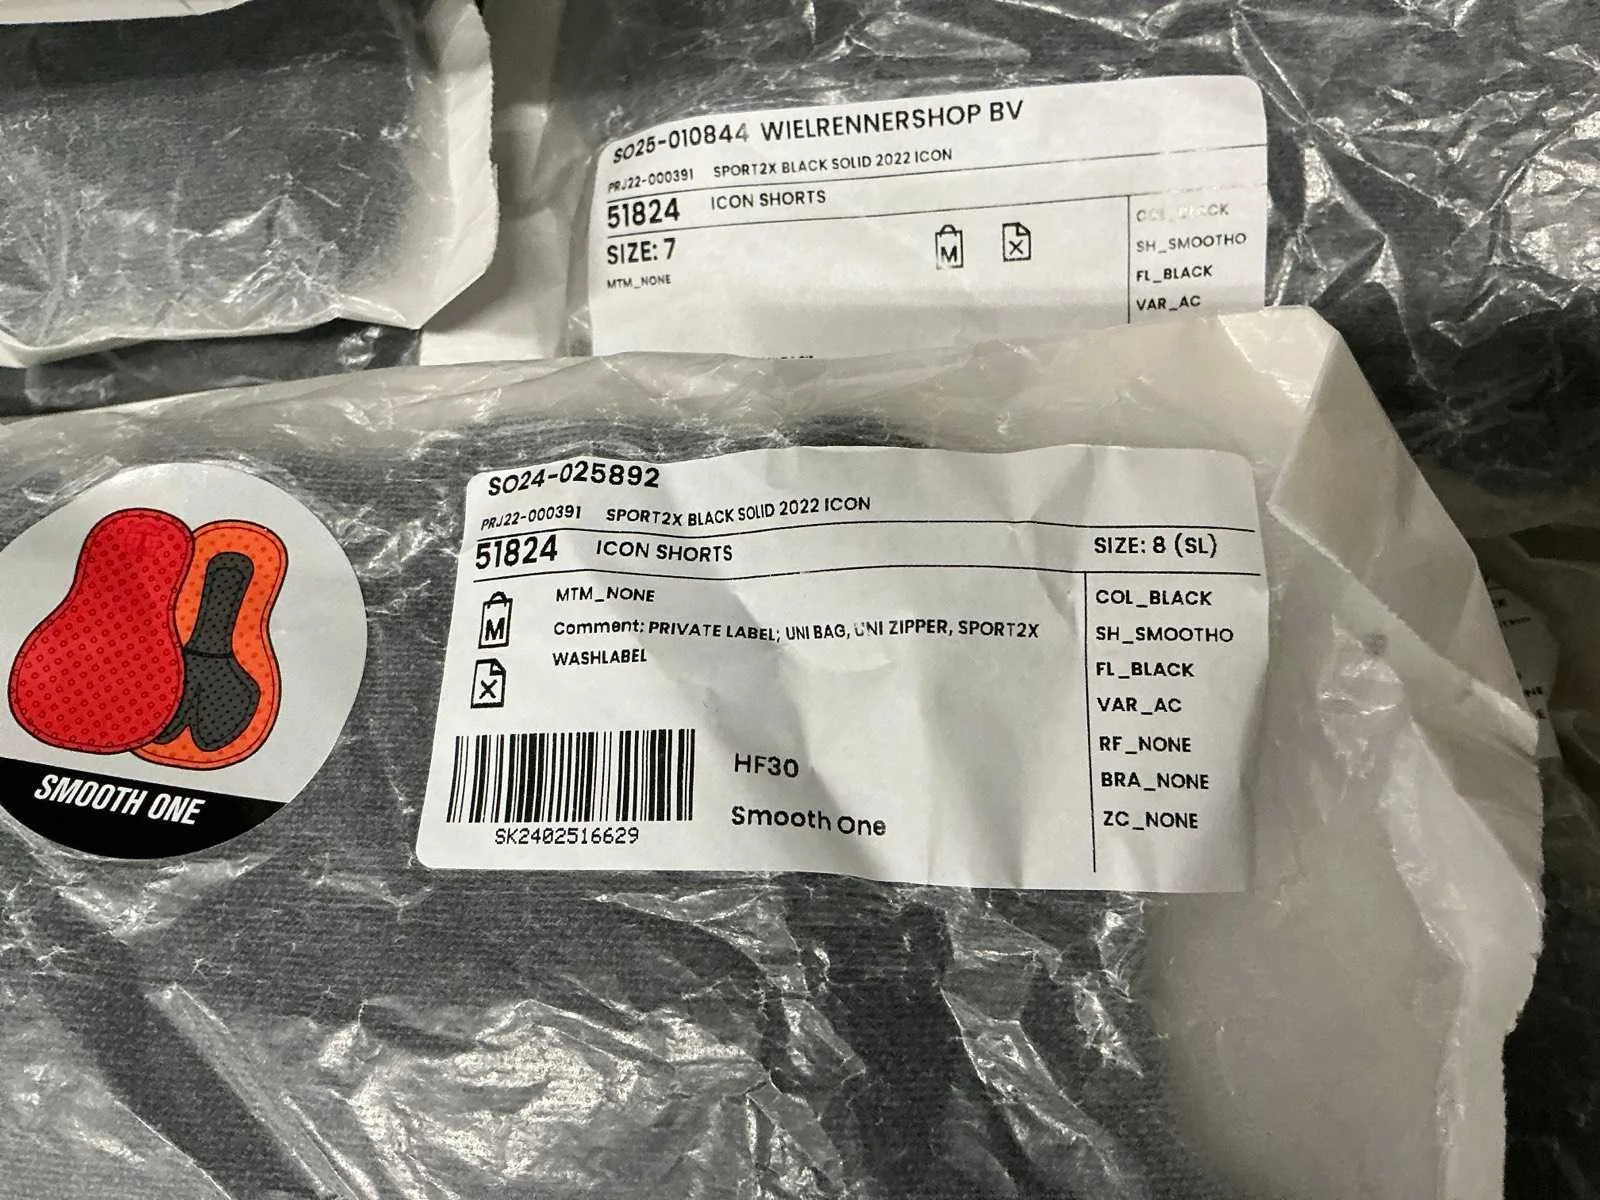 SO25-010844 WIELRENNERSHOP BV
PRJ22-000391 SPORT2X BLACK SOLID 2022 ICON
51824 ICON SHORTS
SIZE: 7
MTM_NONE
M
X
COL_BLACK
SH_SMOOTHO
FL_BLACK
VAR_AC
SO24-025892
PRJ22-000391 SPORT2X BLACK SOLID 2022 ICON
51824 ICON SHORTS SIZE: 8 (SL)
M
X
MTM_NONE
Comment: PRIVATE LABEL; UNI BAG, UNI ZIPPER, SPORT2X
WASHLABEL
SK2402516629
HF30
Smooth One
COL_BLACK
SH_SMOOTHO
FL_BLACK
VAR_AC
RF_NONE
BRA_NONE
ZC_NONE
SMOOTH ONE